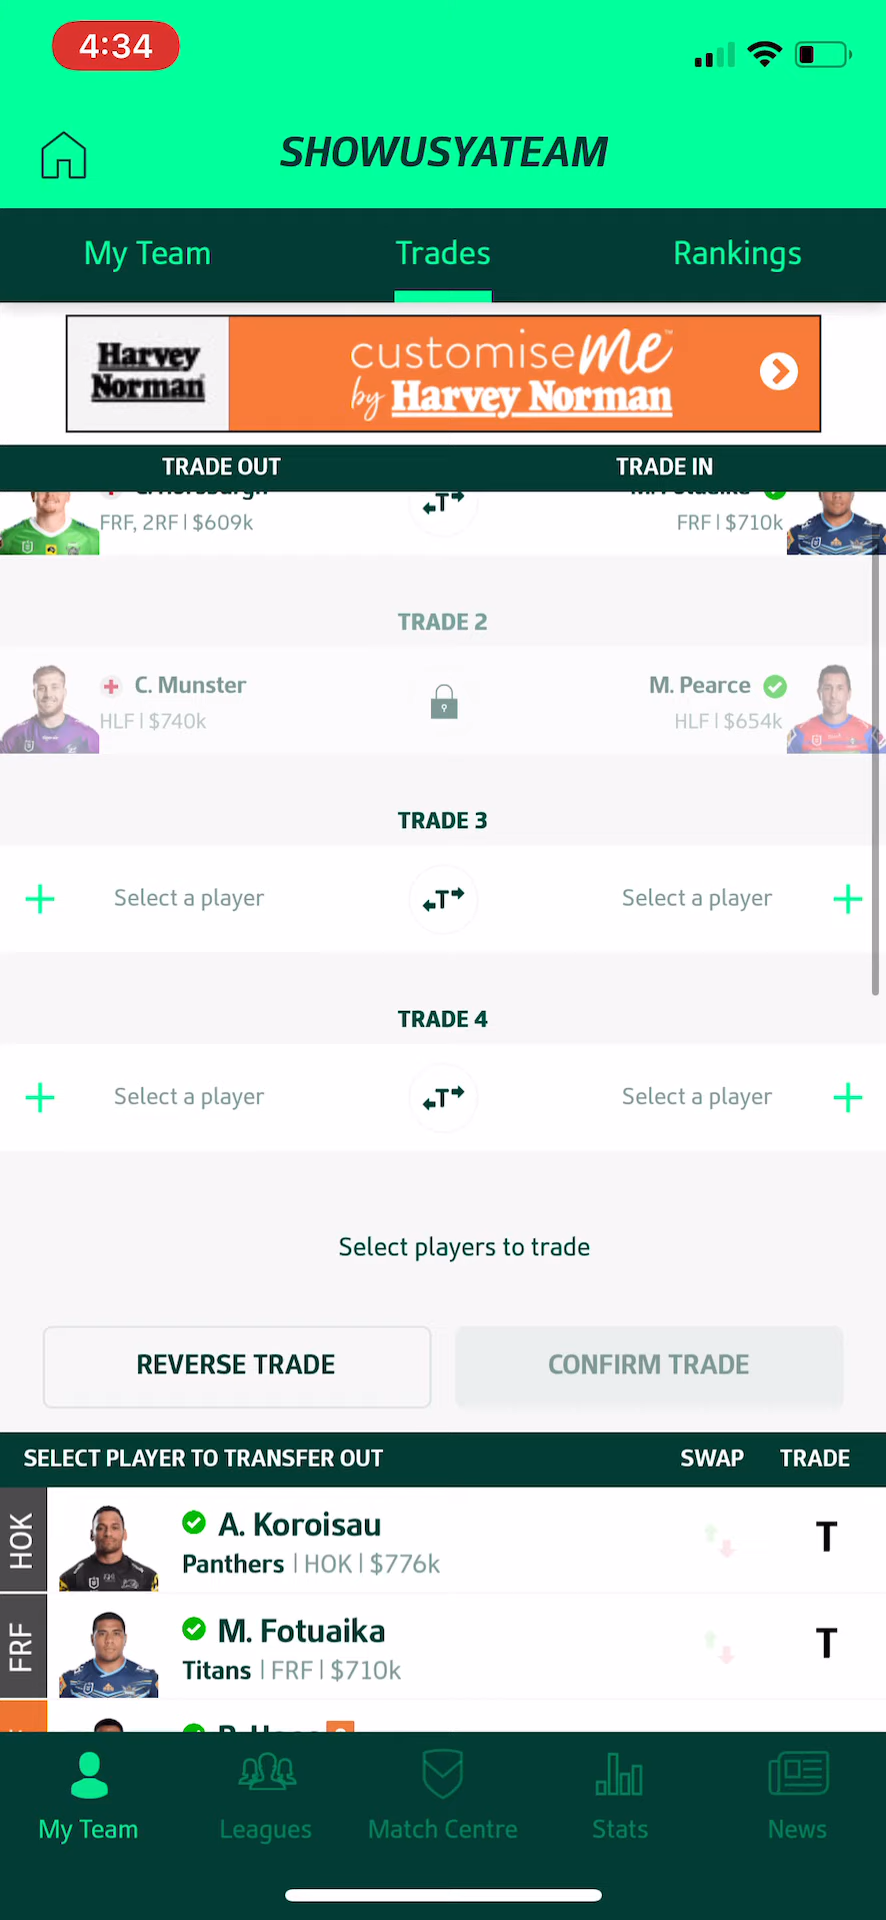 4:34
SHOWUSYATEAM
My Team Trades Rankings
Harvey Norman customiseme™ by Harvey Norman
TRADE OUT TRADE IN
FRF, 2RF | $609k T FRF | $710k
TRADE 2
C. Munster M. Pearce
HLF | $740k HLF | $654k
TRADE 3
Select a player T Select a player
TRADE 4
Select a player T Select a player
Select players to trade
REVERSE TRADE CONFIRM TRADE
SELECT PLAYER TO TRANSFER OUT SWAP TRADE
HOK A. Koroisau T
Panthers | HOK | $776k
FRF M. Fotuaika T
Titans | FRF | $710k
My Team Leagues Match Centre Stats News